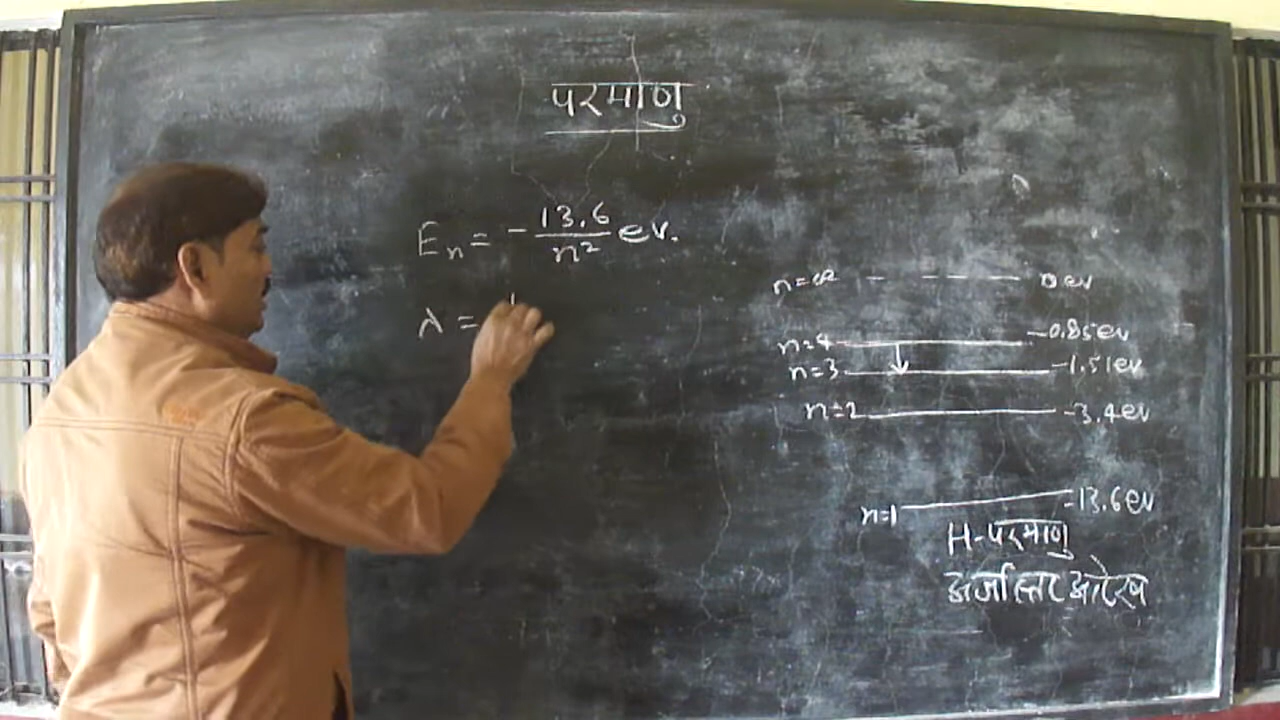 परमाणु
En = - 13.6/n² ev.
λ =
n=∞ 0 ev
n=4 -0.85ev
n=3 -1.51ev
n=2 -3.4ev
n=1 -13.6ev
H-परमाणु
ऊर्जा स्तर आरेख